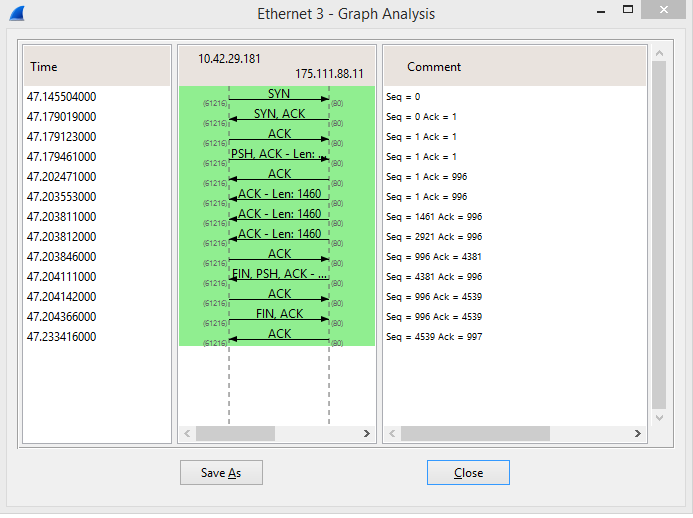 Ethernet 3 - Graph Analysis
Time
10.42.29.181
175.111.88.11
Comment
47.145504000 (61216) SYN (80) Seq = 0
47.179019000 (61216) SYN, ACK (80) Seq = 0 Ack = 1
47.179123000 (61216) ACK (80) Seq = 1 Ack = 1
47.179461000 (61216) PSH, ACK - Len: ... (80) Seq = 1 Ack = 1
47.202471000 (61216) ACK (80) Seq = 1 Ack = 996
47.203553000 (61216) ACK - Len: 1460 (80) Seq = 1 Ack = 996
47.203811000 (61216) ACK - Len: 1460 (80) Seq = 1461 Ack = 996
47.203812000 (61216) ACK - Len: 1460 (80) Seq = 2921 Ack = 996
47.203846000 (61216) ACK (80) Seq = 996 Ack = 4381
47.204111000 (61216) FIN, PSH, ACK - ... (80) Seq = 4381 Ack = 996
47.204142000 (61216) ACK (80) Seq = 996 Ack = 4539
47.204366000 (61216) FIN, ACK (80) Seq = 996 Ack = 4539
47.233416000 (61216) ACK (80) Seq = 4539 Ack = 997
Save As
Close